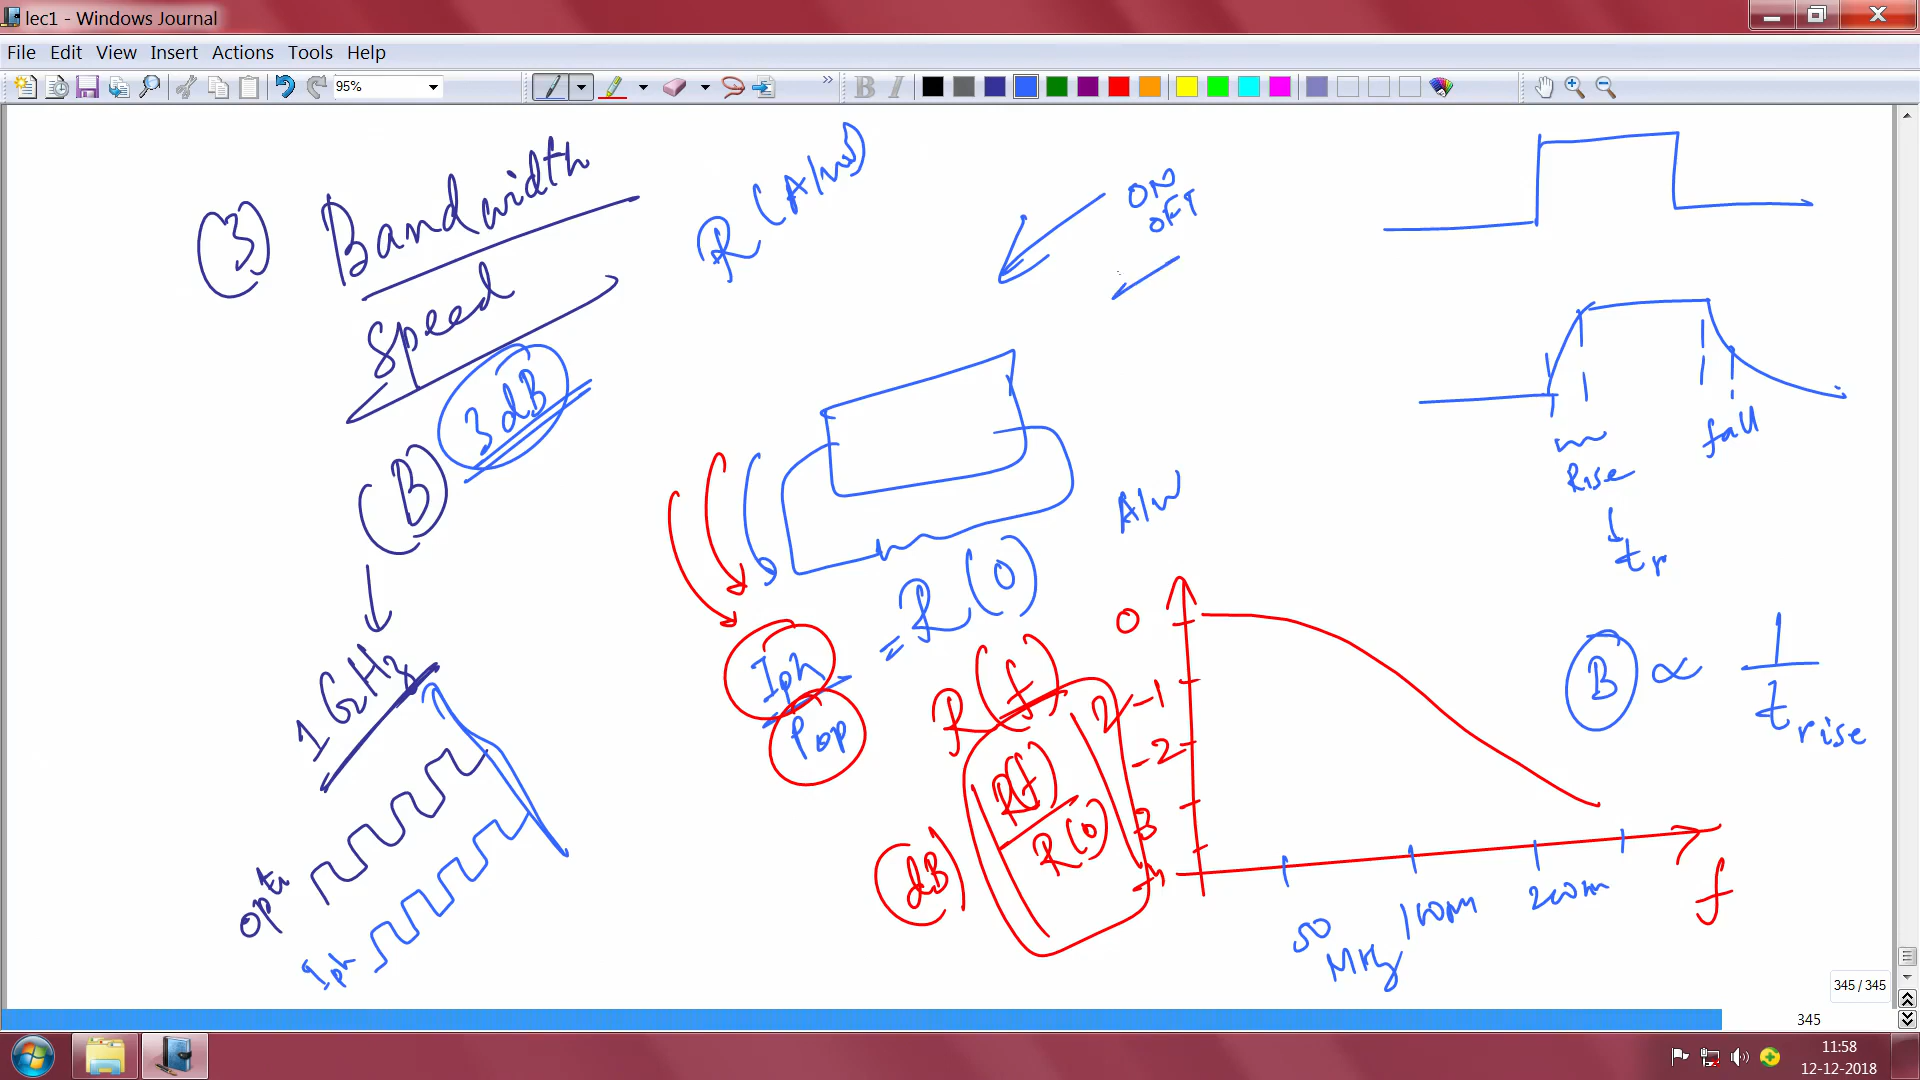 lec1 - Windows Journal
File Edit View Insert Actions Tools Help
95%
B I
(3) Bandwidth
Speed
3dB
(B)
1 GHz
Iph
R (A/W)
ON
OFF
A/W
= R(0)
Iph
Pop
R(f)
R(f)
R(0)
2
(dB)
0
-1
-2
3
50
MHz
100m
200m
f
Rise
fall
tr
B ∝ 1
t rise
345 / 345
345
11:58
12-12-2018